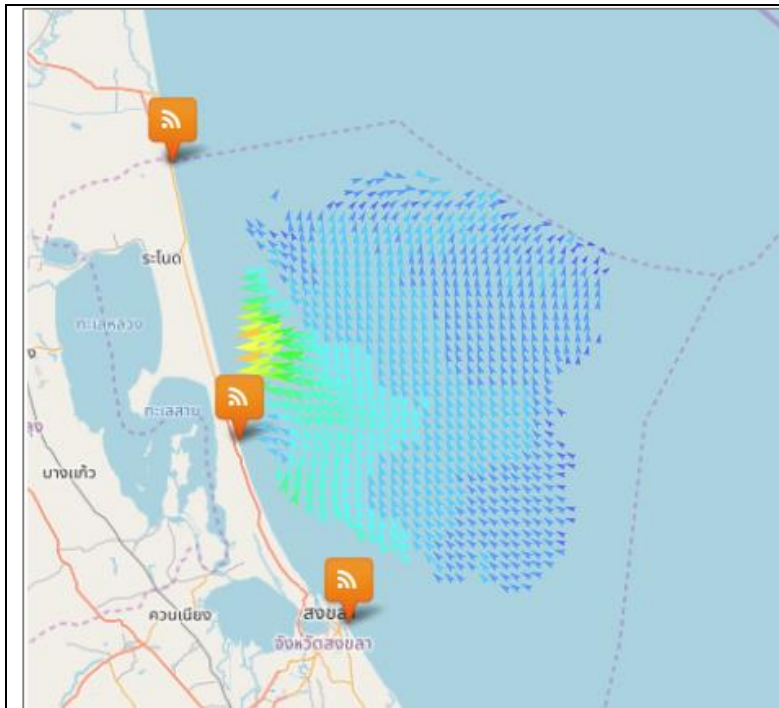 ระโนด
ทะเลหลวง
ทะเลสาบ
บางแก้ว
ควนเนียง
สงขลา
จังหวัดสงขลา